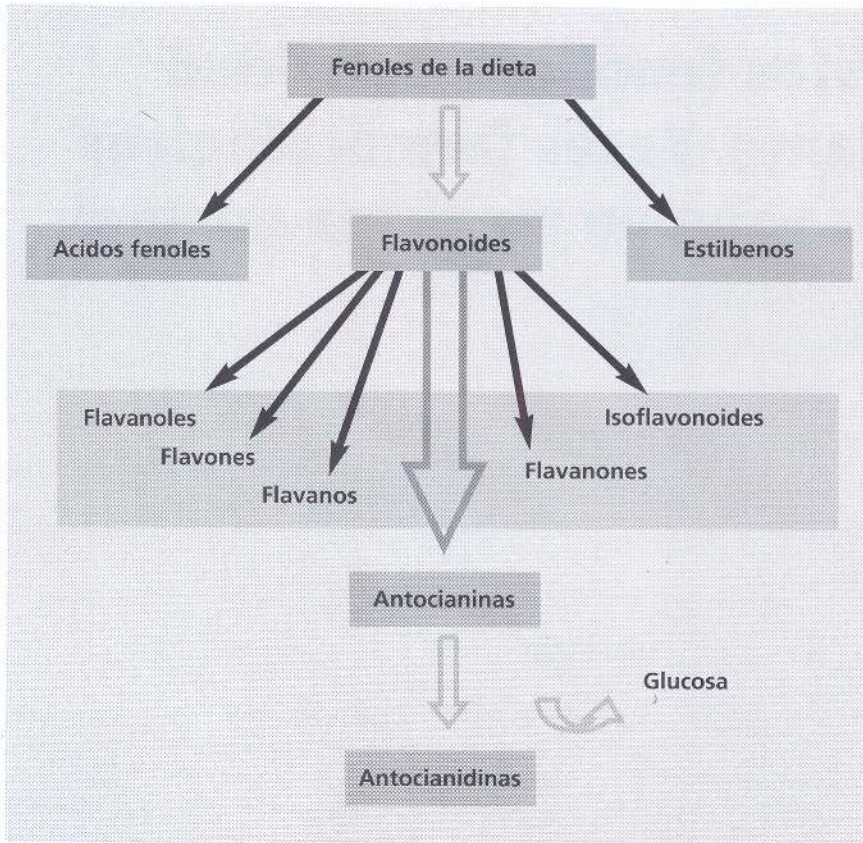 Fenoles de la dieta
Acidos fenoles
Flavonoides
Estilbenos
Flavanoles
Isoflavonoides
Flavones
Flavanones
Flavanos
Antocianinas
Glucosa
Antocianidinas